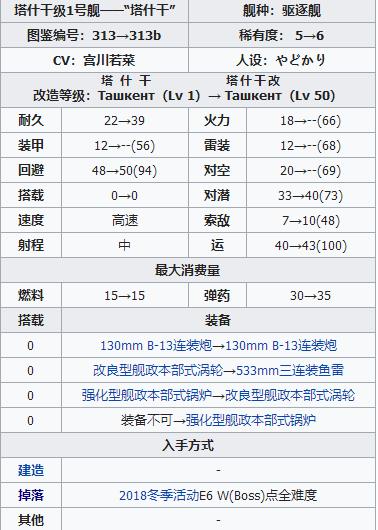 塔什干级1号舰——“塔什干” 舰种：驱逐舰
图鉴编号：313→313b 稀有度： 5→6
CV：宫川若菜 人设：やどかり
塔 什 干 塔什干改
改造等级：Ташкент（Lv 1）→ Ташкент（Lv 50）
耐久 22→39 火力 18→--(66)
装甲 12→--(56) 雷装 12→--(68)
回避 48→50(94) 对空 20→--(69)
搭载 0→0 对潜 33→40(73)
速度 高速 索敌 7→10(48)
射程 中 运 40→43(100)
最大消费量
燃料 15→15 弹药 30→35
搭载 装备
0 130mm B-13连装炮→130mm B-13连装炮
0 改良型舰政本部式涡轮→533mm三连装鱼雷
0 强化型舰政本部式锅炉→改良型舰政本部式涡轮
0 装备不可→强化型舰政本部式锅炉
入手方式
建造 -
掉落 2018冬季活动E6 W(Boss)点全难度
其他 -